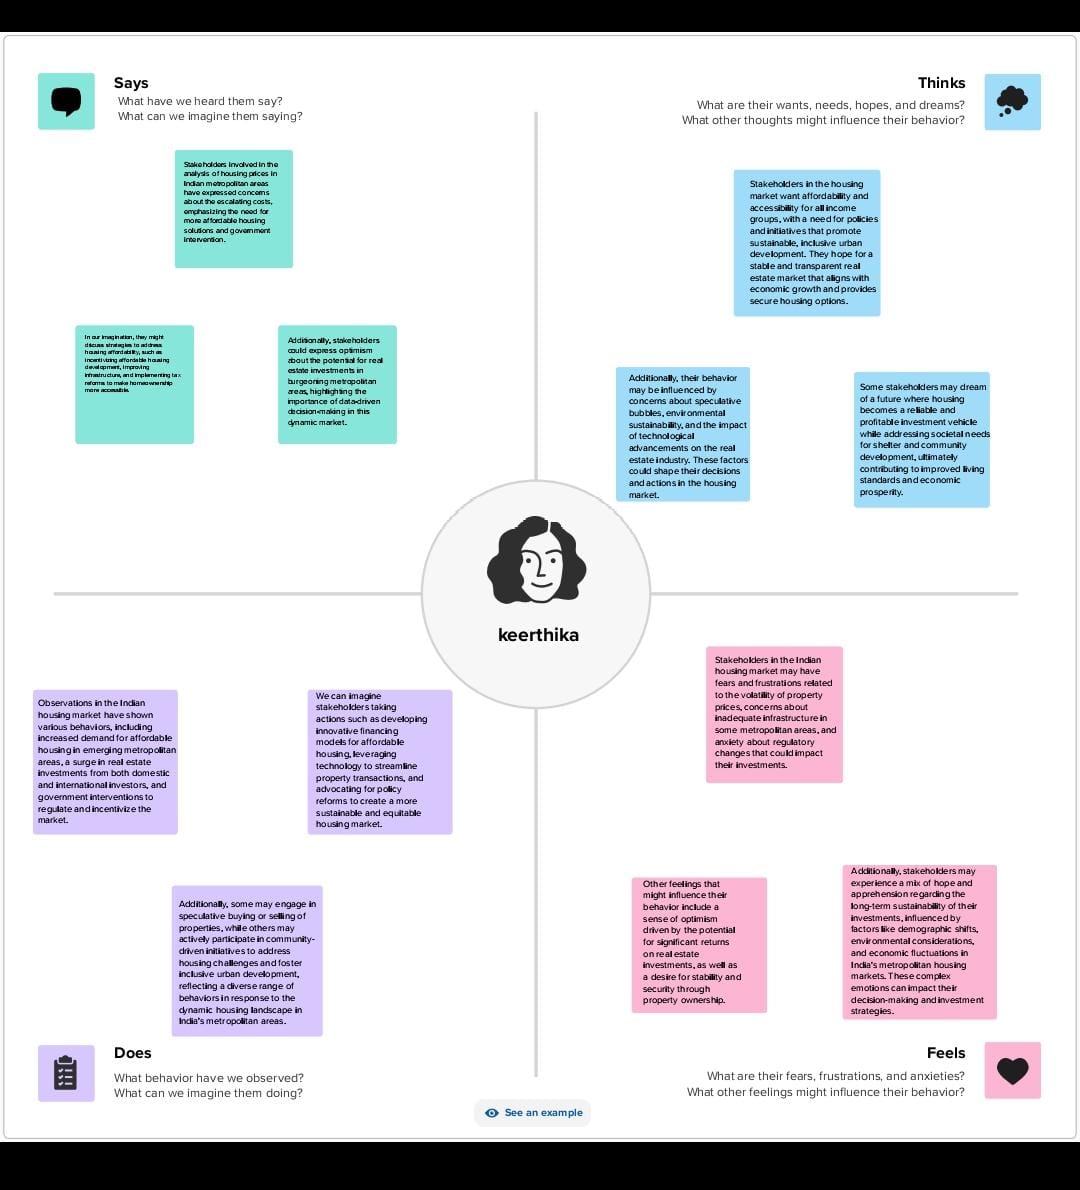 Says
What have we heard them say?
What can we imagine them saying?
Stakeholders involved in the
analysis of housing prices in
Indian metropolitan areas
have expressed concerns
about the escalating costs,
emphasizing the need for
more affordable housing
solutions and government
intervention.
In our imagination, they might
discuss strategies to address
housing affordability, such as
incentivizing affordable housing
development, improving
infrastructure, and implementing tax
reforms to make homeownership
more accessible.
Additionally, stakeholders
could express optimism
about the potential for real
estate investments in
burgeoning metropolitan
areas, highlighting the
importance of data-driven
decision-making in this
dynamic market.
Thinks
What are their wants, needs, hopes, and dreams?
What other thoughts might influence their behavior?
Stakeholders in the housing
market want affordability and
accessibility for all income
groups, with a need for policies
and initiatives that promote
sustainable, inclusive urban
development. They hope for a
stable and transparent real
estate market that aligns with
economic growth and provides
secure housing options.
Additionally, their behavior
may be influenced by
concerns about speculative
bubbles, environmental
sustainability, and the impact
of technological
advancements on the real
estate industry. These factors
could shape their decisions
and actions in the housing
market.
Some stakeholders may dream
of a future where housing
becomes a reliable and
profitable investment vehicle
while addressing societal needs
for shelter and community
development, ultimately
contributing to improved living
standards and economic
prosperity.
keerthika
Observations in the Indian
housing market have shown
various behaviors, including
increased demand for affordable
housing in emerging metropolitan
areas, a surge in real estate
investments from both domestic
and international investors, and
government interventions to
regulate and incentivize the
market.
We can imagine
stakeholders taking
actions such as developing
innovative financing
models for affordable
housing, leveraging
technology to streamline
property transactions, and
advocating for policy
reforms to create a more
sustainable and equitable
housing market.
Additionally, some may engage in
speculative buying or selling of
properties, while others may
actively participate in community-
driven initiatives to address
housing challenges and foster
inclusive urban development,
reflecting a diverse range of
behaviors in response to the
dynamic housing landscape in
India's metropolitan areas.
Does
What behavior have we observed?
What can we imagine them doing?
Stakeholders in the Indian
housing market may have
fears and frustrations related
to the volatility of property
prices, concerns about
inadequate infrastructure in
some metropolitan areas, and
anxiety about regulatory
changes that could impact
their investments.
Other feelings that
might influence their
behavior include a
sense of optimism
driven by the potential
for significant returns
on real estate
investments, as well as
a desire for stability and
security through
property ownership.
Additionally, stakeholders may
experience a mix of hope and
apprehension regarding the
long-term sustainability of their
investments, influenced by
factors like demographic shifts,
environmental considerations,
and economic fluctuations in
India's metropolitan housing
markets. These complex
emotions can impact their
decision-making and investment
strategies.
Feels
What are their fears, frustrations, and anxieties?
What other feelings might influence their behavior?
See an example